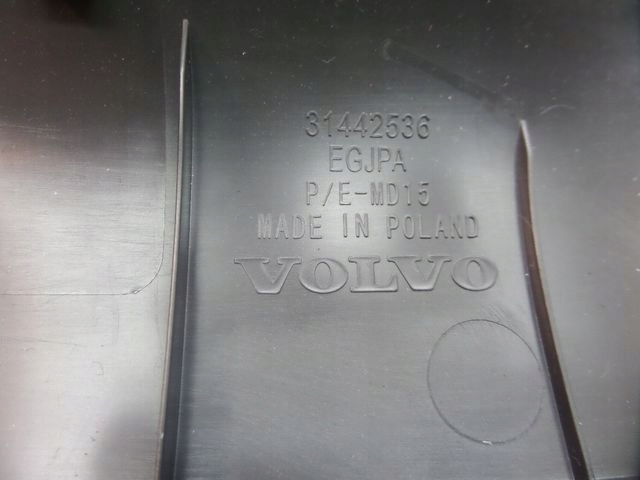 31442536
EGJPA
P/E-MD15
MADE IN POLAND
VOLVO